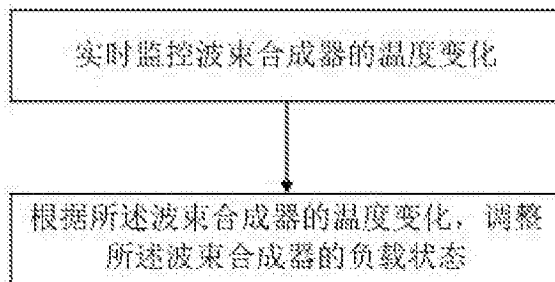 实时监控波束合成器的温度变化
根据所述波束合成器的温度变化，调整
所述波束合成器的负载状态